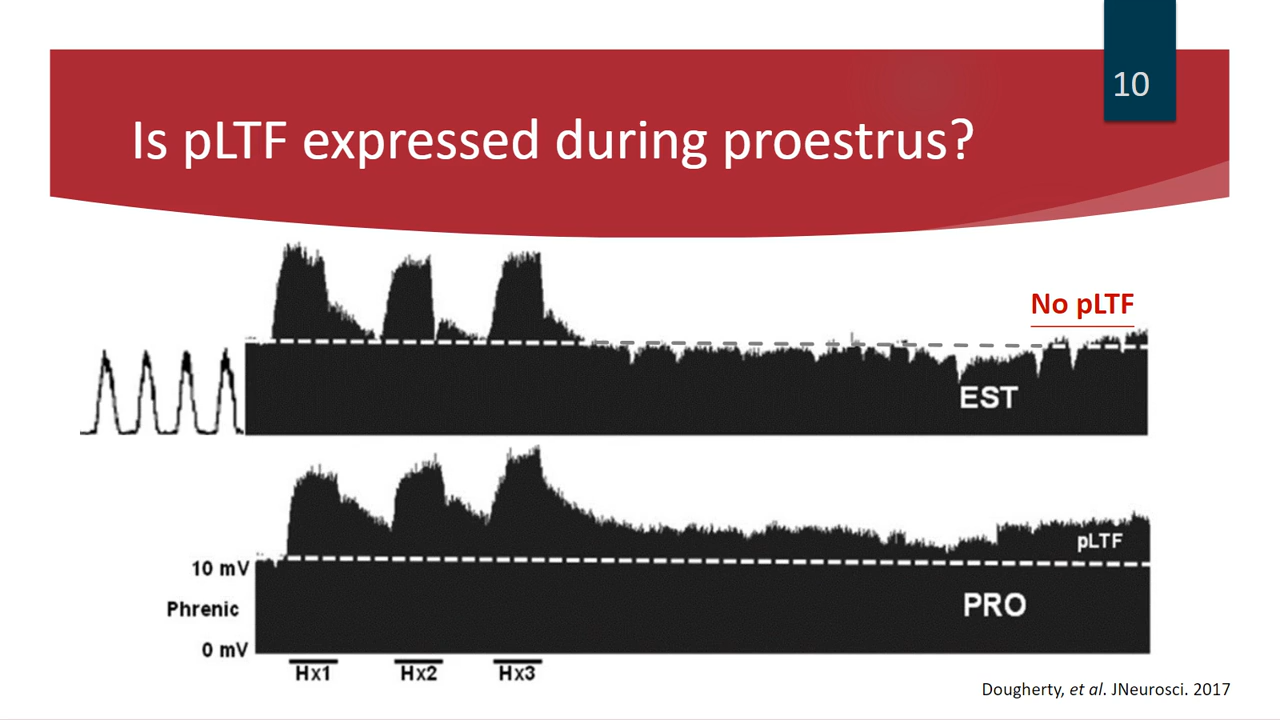 10
Is pLTF expressed during proestrus?
No pLTF
EST
pLTF
10 mV
PRO
Phrenic
0 mV
Hx1 Hx2 Hx3
Dougherty, et al. JNeurosci. 2017